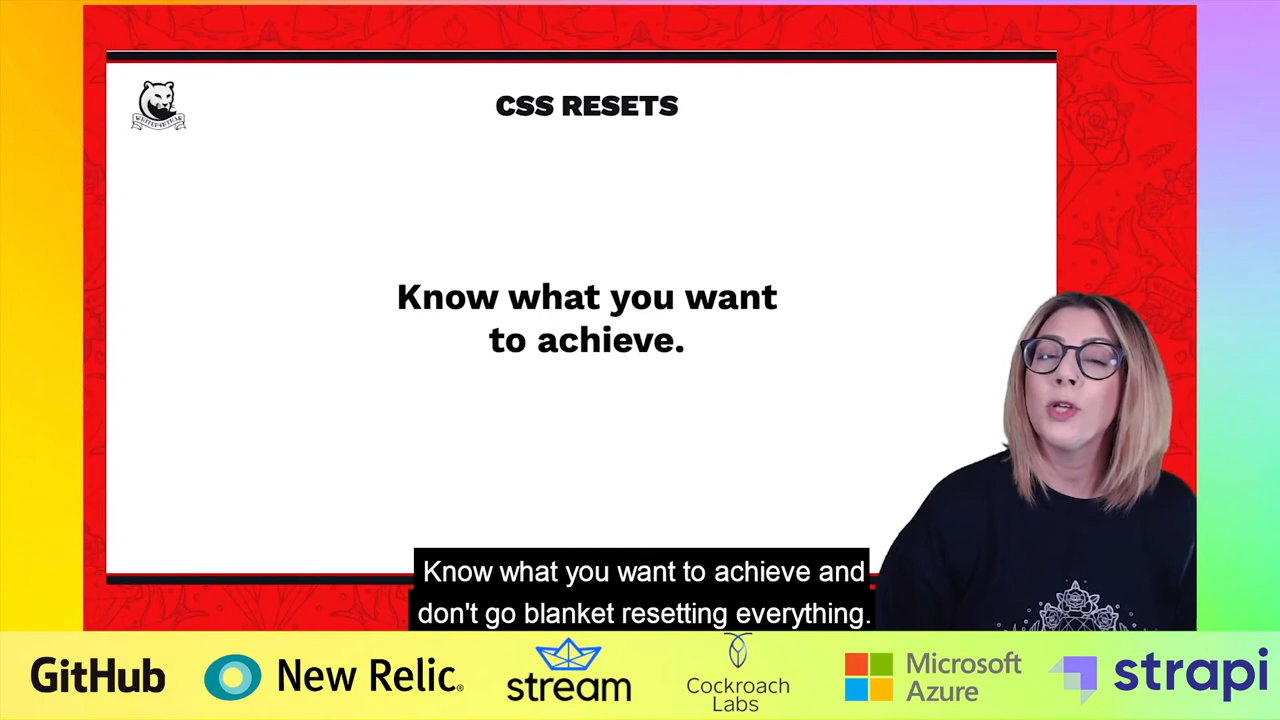 CSS RESETS
Know what you want
to achieve.
Know what you want to achieve and
don't go blanket resetting everything.
GitHub
New Relic®
stream
Cockroach
Labs
Microsoft
Azure
strapi